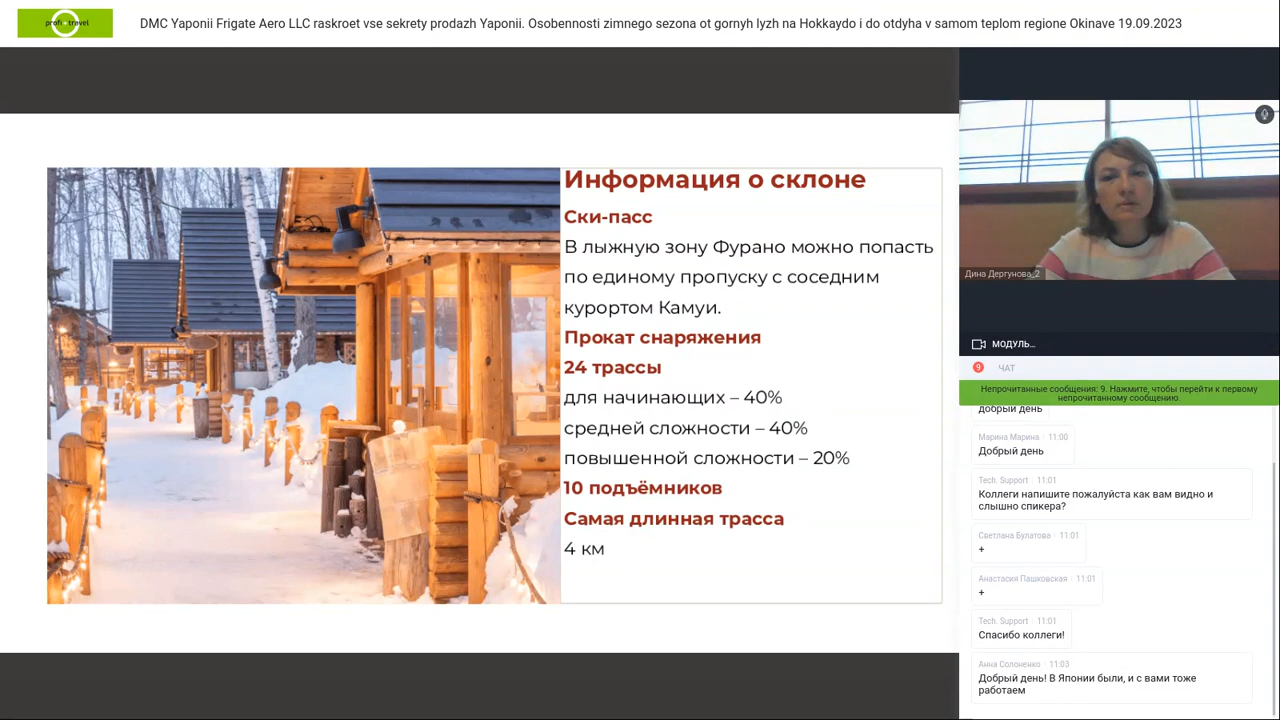 profi travel
DMC Yaponii Frigate Aero LLC raskroet vse sekrety prodazh Yaponii. Osobennosti zimnego sezona ot gornyh lyzh na Hokkaydo i do otdyha v samom teplom regione Okinave 19.09.2023
Информация о склоне
Ски-пасс
В лыжную зону Фурано можно попасть
по единому пропуску с соседним
курортом Камуи.
Прокат снаряжения
24 трассы
для начинающих – 40%
средней сложности – 40%
повышенной сложности – 20%
10 подъёмников
Самая длинная трасса
4 км
Дина Дергунова_2
МОДУЛЬ…
9 ЧАТ
Непрочитанные сообщения: 9. Нажмите, чтобы перейти к первому
непрочитанному сообщению.
добрый день
Марина Марина 11:00
Добрый день
Tech. Support 11:01
Коллеги напишите пожалуйста как вам видно и
слышно спикера?
Светлана Булатова 11:01
+
Анастасия Пашковская 11:01
+
Tech. Support 11:01
Спасибо коллеги!
Анна Солоненко 11:03
Добрый день! В Японии были, и с вами тоже
работаем